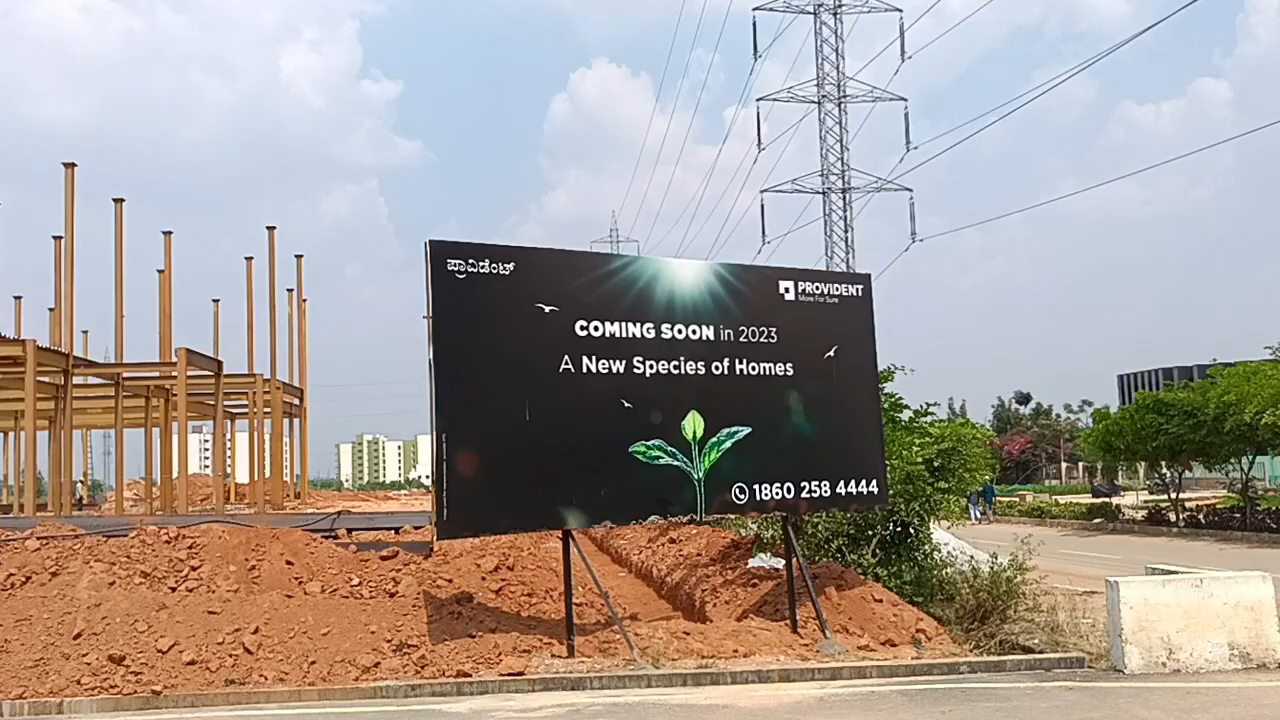 ಪ್ರಾವಿಡೆಂಟ್
PROVIDENT
More For Sure
COMING SOON in 2023
A New Species of Homes
1860 258 4444